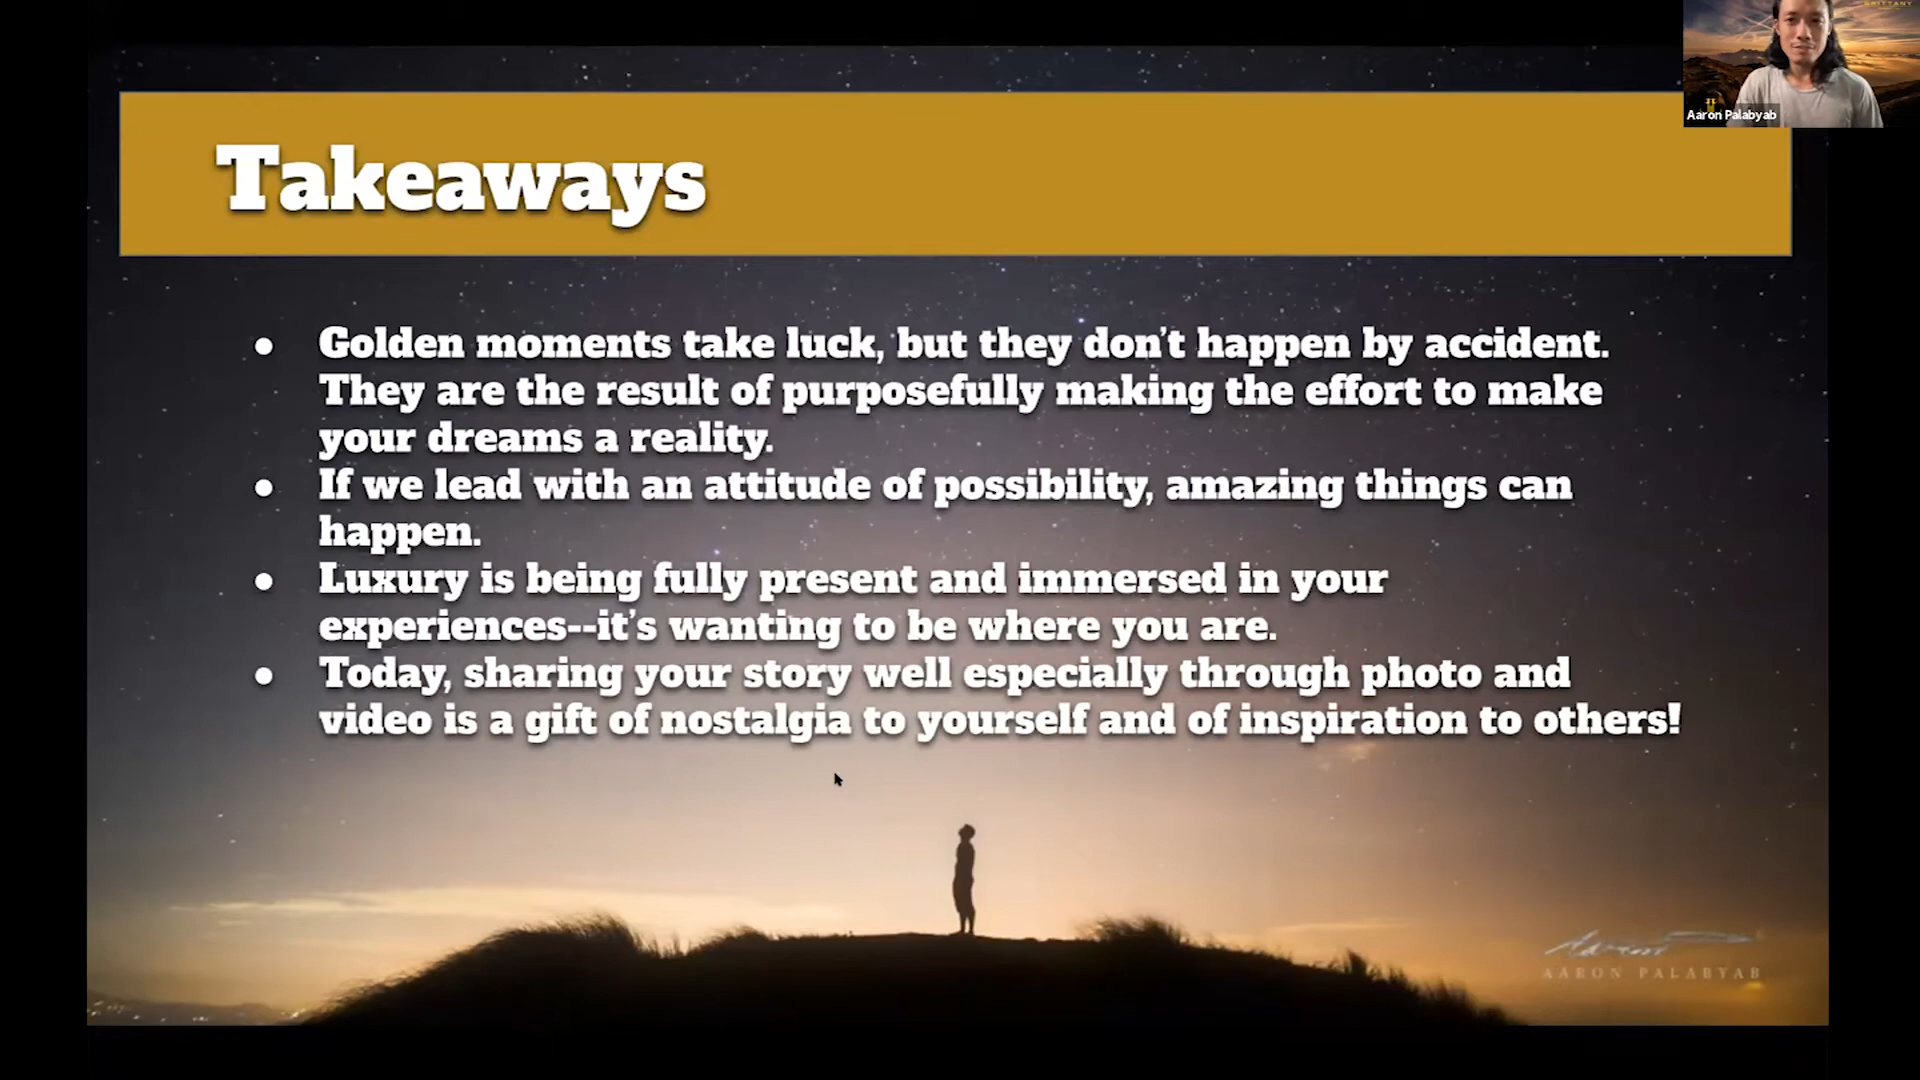 BRITTANY
Aaron Palabyab
Takeaways
● Golden moments take luck, but they don't happen by accident.
They are the result of purposefully making the effort to make
your dreams a reality.
● If we lead with an attitude of possibility, amazing things can
happen.
● Luxury is being fully present and immersed in your
experiences--it's wanting to be where you are.
● Today, sharing your story well especially through photo and
video is a gift of nostalgia to yourself and of inspiration to others!
AARON PALABYAB